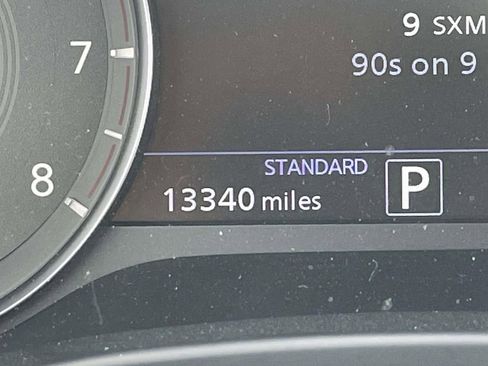 9 SXM
90s on 9
7
8
STANDARD
13340 miles
P